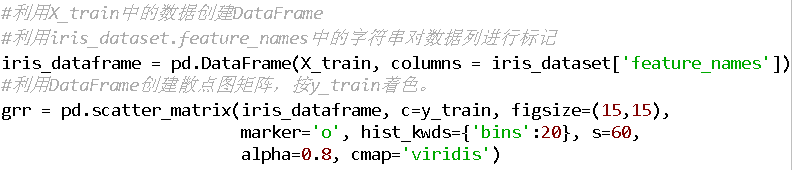 #利用X_train中的数据创建DataFrame
#利用iris_dataset.feature_names中的字符串对数据列进行标记
iris_dataframe = pd.DataFrame(X_train, columns = iris_dataset['feature_names'])
#利用DataFrame创建散点图矩阵，按y_train着色。
grr = pd.scatter_matrix(iris_dataframe, c=y_train, figsize=(15,15),
marker='o', hist_kwds={'bins':20}, s=60,
alpha=0.8, cmap='viridis')